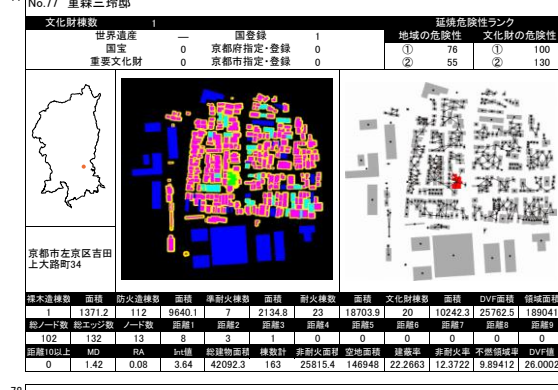 No.77 重森三玲邸
文化財棟数 1 延焼危険性ランク
世界遺産 — 国登録 1 地域の危険性 文化財の危険性
国宝 0 京都府指定・登録 0 ① 76 ① 100
重要文化財 0 京都市指定・登録 0 ② 55 ② 130
京都市左京区吉田
上大路町34
裸木造棟数 面積 防火造棟数 面積 準耐火棟数 面積 耐火棟数 面積 文化財棟数 面積 DVF面積 領域面積
1 1371.2 112 9640.1 7 2134.8 23 18703.9 20 10242.3 25762.5 189041
総ノード数 総エッジ数 ノード数 距離1 距離2 距離3 距離4 距離5 距離6 距離7 距離8 距離9
102 132 13 8 3 1 0 0 0 0 0 0
距離10以上 MD RA Int値 総建物面積 棟数計 非耐火面積 空地面積 建蔽率 非耐火率 不燃領域率 DVF値
0 1.42 0.08 3.64 42092.3 163 25815.4 146948 22.2663 12.3722 9.89412 26.0002